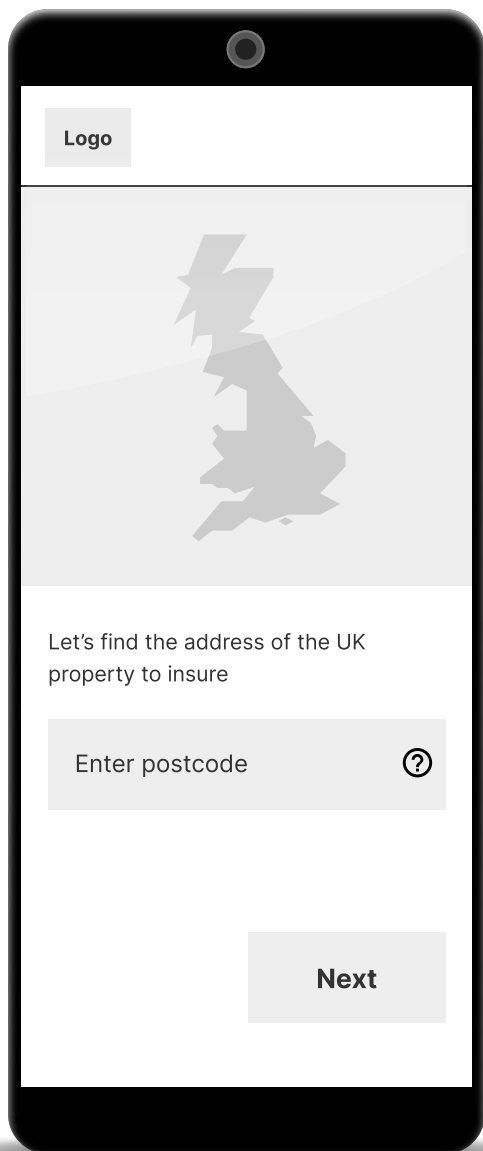 Logo
Let’s find the address of the UK
property to insure
Enter postcode
?
Next